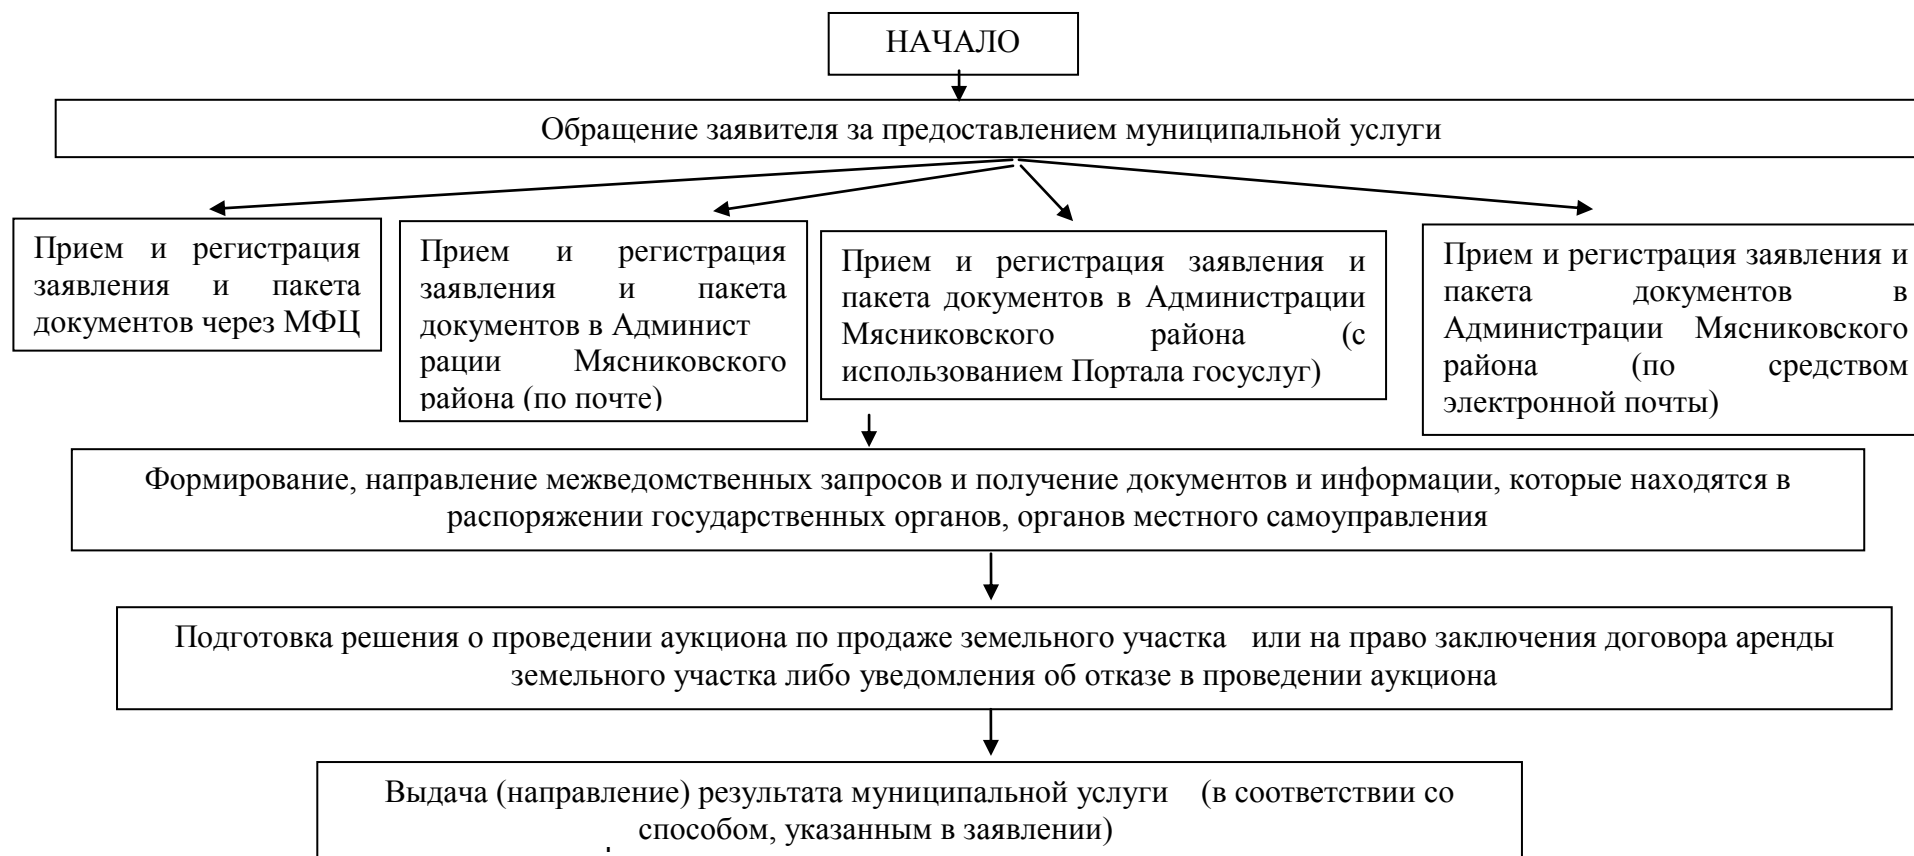 НАЧАЛО
Обращение заявителя за предоставлением муниципальной услуги
Прием и регистрация
заявления и пакета
документов через МФЦ
Прием и регистрация
заявления и пакета
документов в Админист
рации Мясниковского
района (по почте)
Прием и регистрация заявления и
пакета документов в Администрации
Мясниковского района (с
использованием Портала госуслуг)
Прием и регистрация заявления и
пакета документов в
Администрации Мясниковского
района (по средством
электронной почты)
Формирование, направление межведомственных запросов и получение документов и информации, которые находятся в
распоряжении государственных органов, органов местного самоуправления
Подготовка решения о проведении аукциона по продаже земельного участка или на право заключения договора аренды
земельного участка либо уведомления об отказе в проведении аукциона
Выдача (направление) результата муниципальной услуги (в соответствии со
способом, указанным в заявлении)